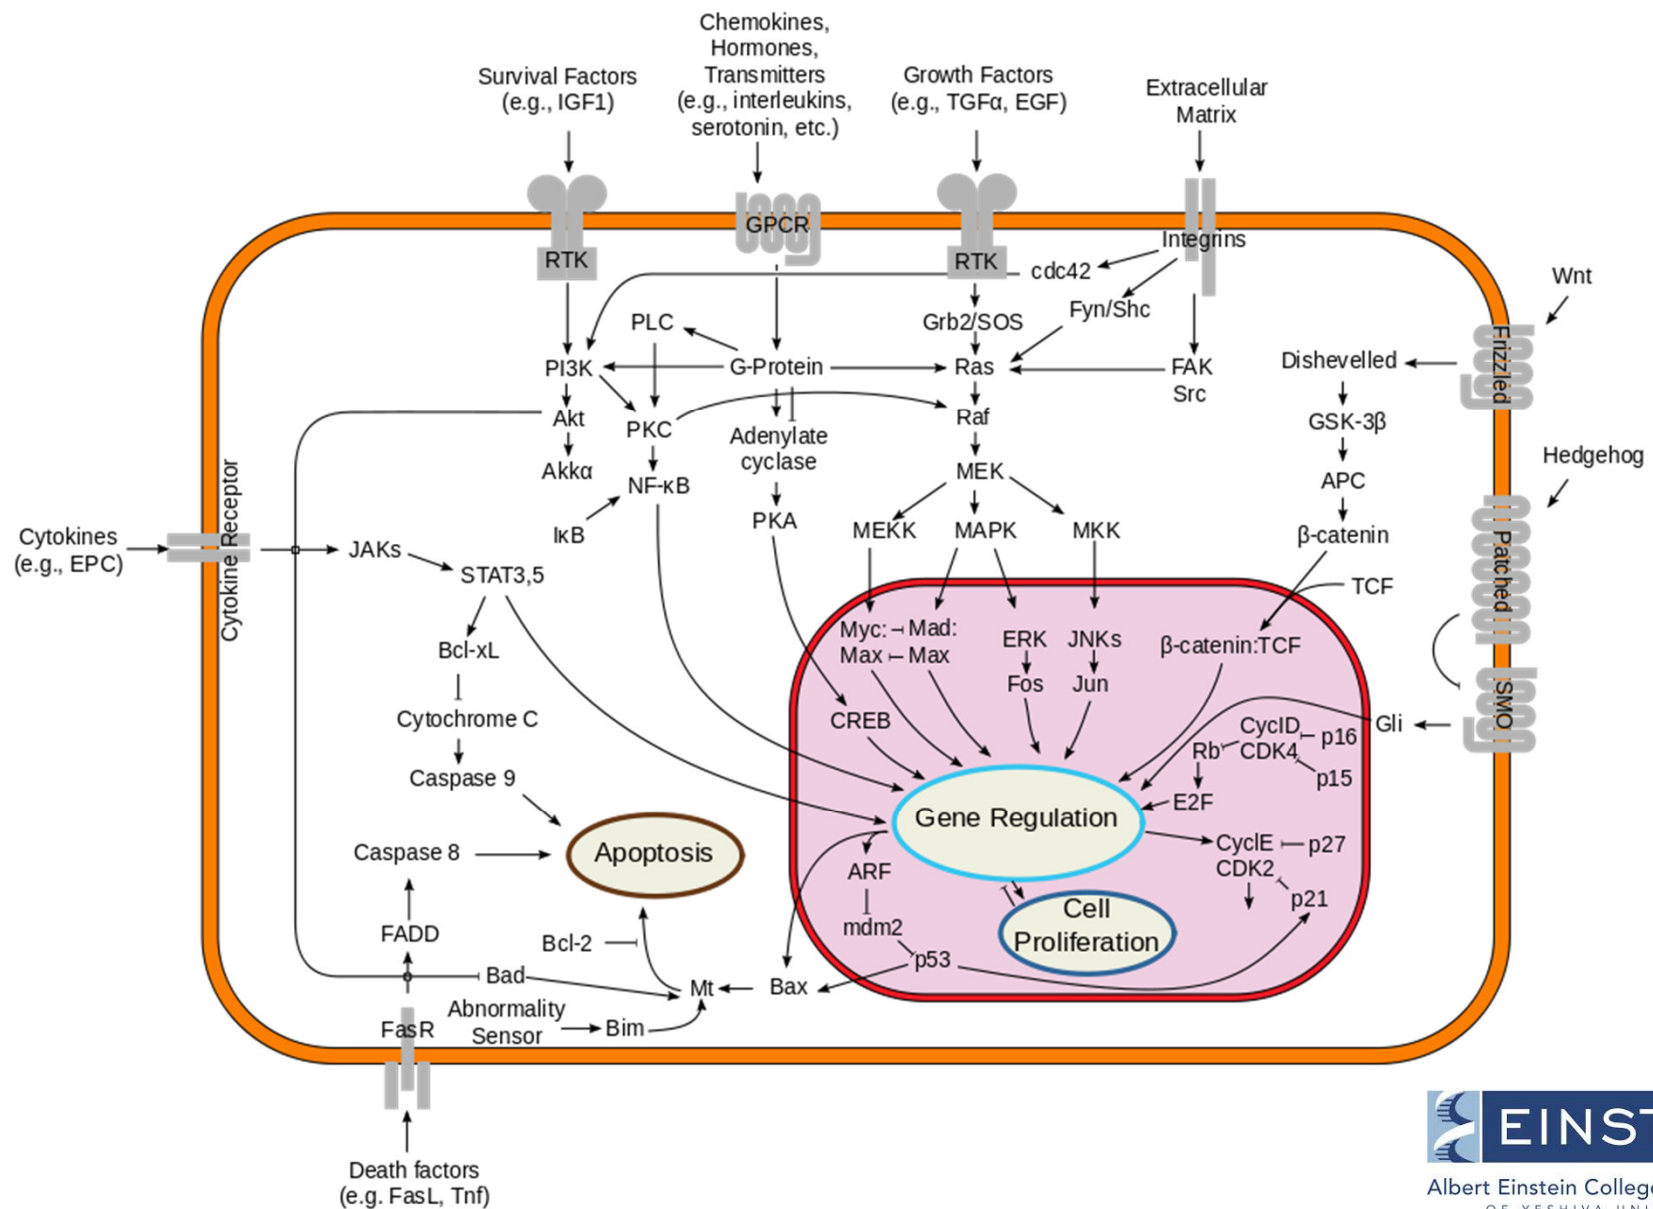 Chemokines,
Hormones,
Transmitters
(e.g., interleukins,
serotonin, etc.)
Survival Factors
(e.g., IGF1)
Growth Factors
(e.g., TGFα, EGF)
Extracellular
Matrix
RTK
GPCR
RTK
Integrins
cdc42
Wnt
Fyn/Shc
PLC
Grb2/SOS
Frizzled
Dishevelled
PI3K
G-Protein
Ras
FAK
Src
Akt
PKC
Raf
GSK-3β
Adenylate
cyclase
Akkα
MEK
APC
Hedgehog
NF-κB
PKA
IκB
MEKK
MAPK
MKK
β-catenin
Patched
Cytokines
(e.g., EPC)
Cytokine Receptor
JAKs
STAT3,5
TCF
Myc:
Mad:
Max
Max
ERK
JNKs
β-catenin:TCF
Bcl-xL
Fos
Jun
SMO
Cytochrome C
CREB
Gli
CyclD
CDK4
p16
Rb
p15
Caspase 9
E2F
Gene Regulation
Caspase 8
Apoptosis
CyclE
CDK2
p27
ARF
p21
mdm2
Cell
Proliferation
FADD
Bcl-2
p53
Bad
Mt
Bax
Abnormality
Sensor
Bim
FasR
Death factors
(e.g. FasL, Tnf)
EINST
Albert Einstein College
OF YESHIVA UNI